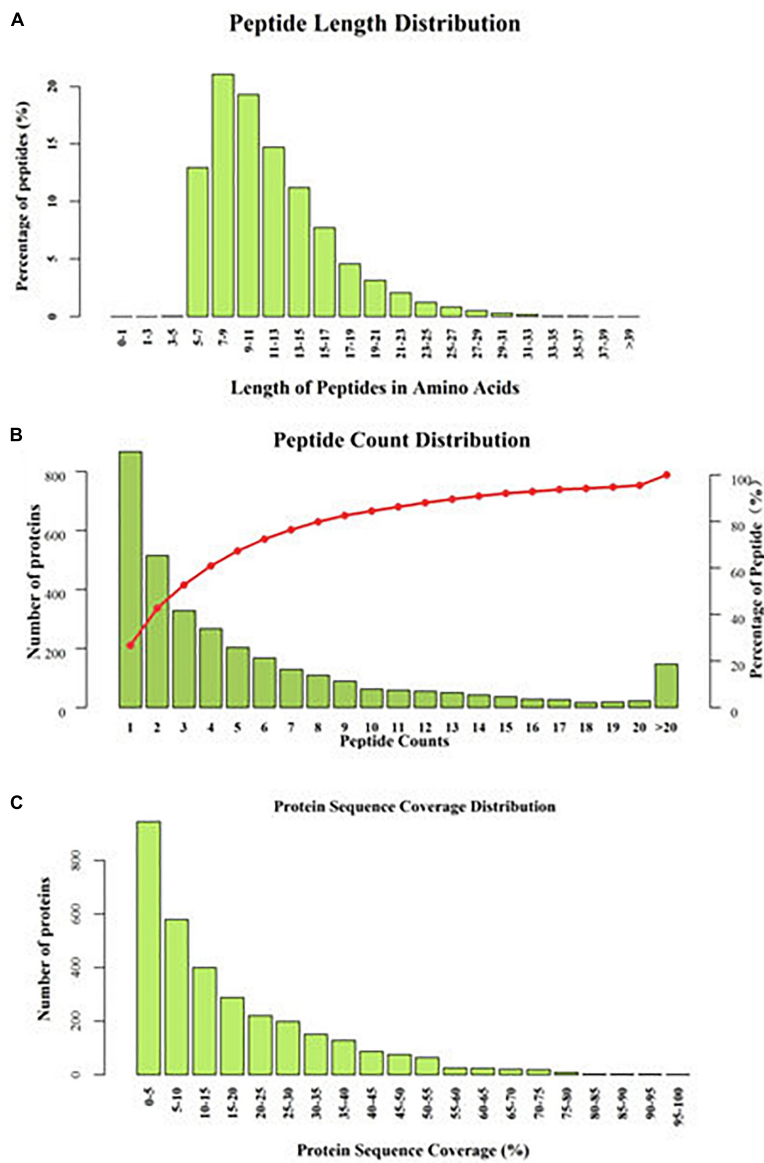 A
Peptide Length Distribution
Percentage of peptides (%)
20
15
10
5
0
0-1 1-3 3-5 5-7 7-9 9-11 11-13 13-15 15-17 17-19 19-21 21-23 23-25 25-27 27-29 29-31 31-33 33-35 35-37 37-39 >39
Length of Peptides in Amino Acids
B
Peptide Count Distribution
Number of proteins
800
600
400
200
0
Percentage of Peptide (%)
100
80
60
40
20
0
1 2 3 4 5 6 7 8 9 10 11 12 13 14 15 16 17 18 19 20 >20
Peptide Counts
C
Protein Sequence Coverage Distribution
Number of proteins
800
600
400
200
0
0-5 5-10 10-15 15-20 20-25 25-30 30-35 35-40 40-45 45-50 50-55 55-60 60-65 65-70 70-75 75-80 80-85 85-90 90-95 95-100
Protein Sequence Coverage (%)